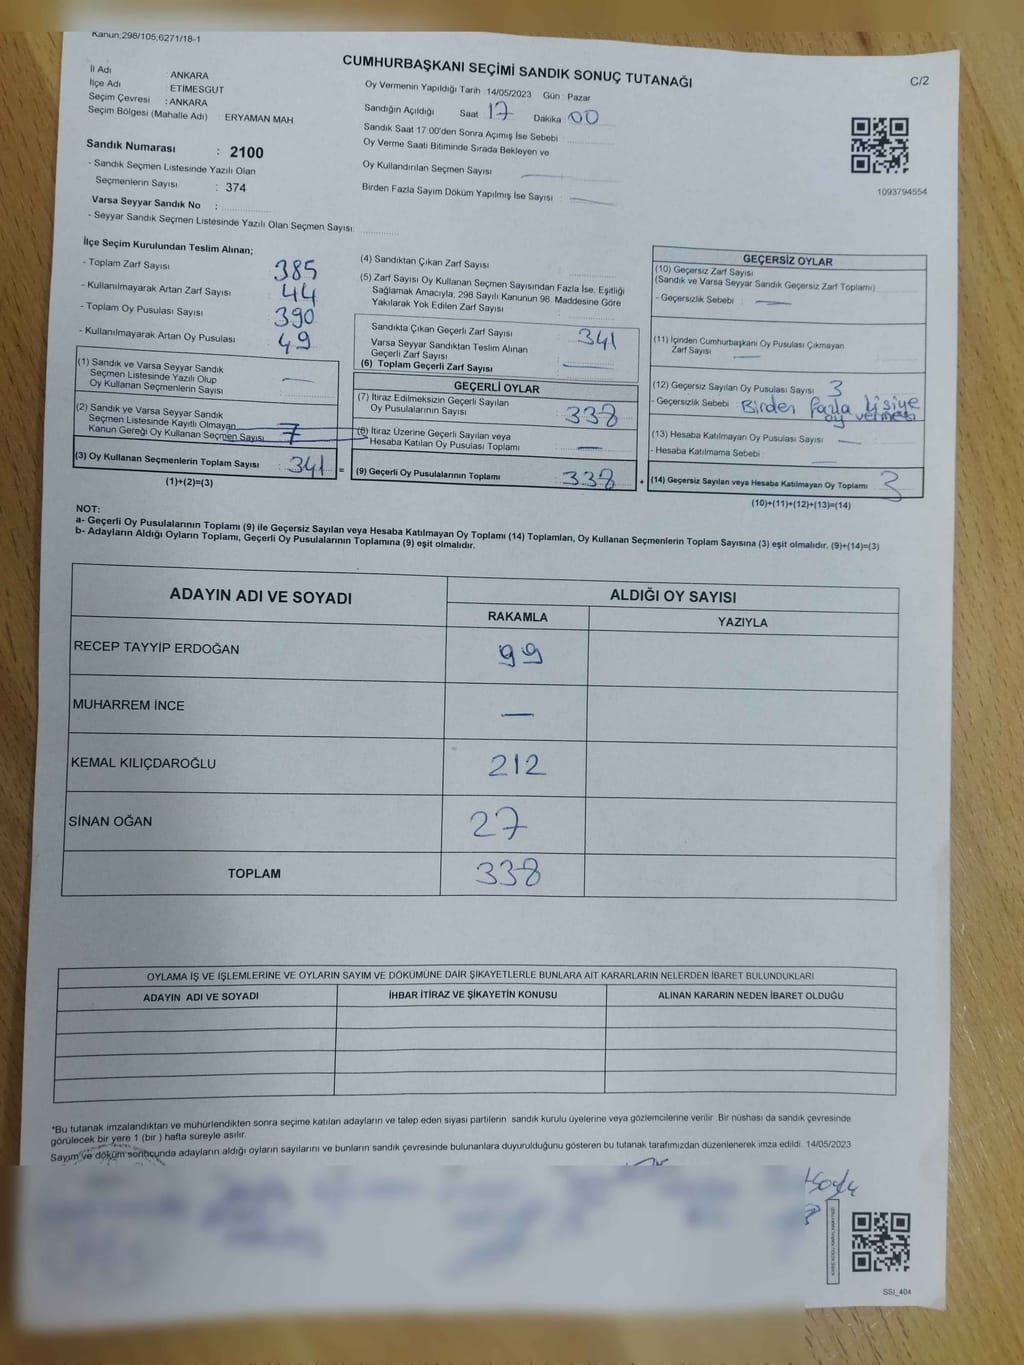 Kanun;298/105;6271/18-1
CUMHURBAŞKANI SEÇİMİ SANDIK SONUÇ TUTANAĞI
C/2
İl Adı ANKARA
İlçe Adı ETİMESGUT
Seçim Çevresi : ANKARA
Seçim Bölgesi (Mahalle Adı) ERYAMAN MAH
Sandık Numarası : 2100
- Sandık Seçmen Listesinde Yazılı Olan
Seçmenlerin Sayısı : 374
Varsa Seyyar Sandık No :
- Seyyar Sandık Seçmen Listesinde Yazılı Olan Seçmen Sayısı
Oy Vermenin Yapıldığı Tarih :14/05/2023 Gün : Pazar
Sandığın Açıldığı Saat 17 Dakika 00
Sandık Saat 17:00'den Sonra Açımış İse Sebebi
Oy Verme Saati Bitiminde Sırada Bekleyen ve
Oy Kullandırılan Seçmen Sayısı
Birden Fazla Sayım Döküm Yapılmış İse Sayısı
1093794554
İlçe Seçim Kurulundan Teslim Alınan;
- Toplam Zarf Sayısı 385
- Kullanılmayarak Artan Zarf Sayısı 44
- Toplam Oy Pusulası Sayısı 390
- Kullanılmayarak Artan Oy Pusulası 49
(1) Sandık ve Varsa Seyyar Sandık
Seçmen Listesinde Yazılı Olup
Oy Kullanan Seçmenlerin Sayısı —
(2) Sandık ve Varsa Seyyar Sandık
Seçmen Listesinde Kayıtlı Olmayan
Kanun Gereği Oy Kullanan Seçmen Sayısı 7
(3) Oy Kullanan Seçmenlerin Toplam Sayısı 341 =
(1)+(2)=(3)
(4) Sandıktan Çıkan Zarf Sayısı
(5) Zarf Sayısı Oy Kullanan Seçmen Sayısından Fazla İse, Eşitliği
Sağlamak Amacıyla, 298 Sayılı Kanunun 98. Maddesine Göre
Yakılarak Yok Edilen Zarf Sayısı
Sandıkta Çıkan Geçerli Zarf Sayısı 341
Varsa Seyyar Sandıktan Teslim Alınan
Geçerli Zarf Sayısı
(6) Toplam Geçerli Zarf Sayısı —
GEÇERLİ OYLAR
(7) İtiraz Edilmeksizin Geçerli Sayılan
Oy Pusulalarının Sayısı 338
(8) İtiraz Üzerine Geçerli Sayılan veya
Hesaba Katılan Oy Pusulası Toplamı —
(9) Geçerli Oy Pusulalarının Toplamı 338 +
GEÇERSİZ OYLAR
(10) Geçersiz Zarf Sayısı
(Sandık ve Varsa Seyyar Sandık Geçersiz Zarf Toplamı)
- Geçersizlik Sebebi —
(11) İçinden Cumhurbaşkanı Oy Pusulası Çıkmayan
Zarf Sayısı —
(12) Geçersiz Sayılan Oy Pusulası Sayısı 3
- Geçersizlik Sebebi : Birden fazla kişiye
oy vermesi
(13) Hesaba Katılmayan Oy Pusulası Sayısı —
- Hesaba Katılmama Sebebi —
(14) Geçersiz Sayılan veya Hesaba Katılmayan Oy Toplamı 3
(10)+(11)+(12)+(13)=(14)
NOT:
a- Geçerli Oy Pusulalarının Toplamı (9) ile Geçersiz Sayılan veya Hesaba Katılmayan Oy Toplamı (14) Toplamları, Oy Kullanan Seçmenlerin Toplam Sayısına (3) eşit olmalıdır. (9)+(14)=(3)
b- Adayların Aldığı Oyların Toplamı, Geçerli Oy Pusulalarının Toplamına (9) eşit olmalıdır.
ADAYIN ADI VE SOYADI ALDIĞI OY SAYISI
RAKAMLA YAZIYLA
RECEP TAYYİP ERDOĞAN 99
MUHARREM İNCE —
KEMAL KILIÇDAROĞLU 212
SİNAN OĞAN 27
TOPLAM 338
OYLAMA İŞ VE İŞLEMLERİNE VE OYLARIN SAYIM VE DÖKÜMÜNE DAİR ŞİKAYETLERLE BUNLARA AİT KARARLARIN NELERDEN İBARET BULUNDUKLARI
ADAYIN ADI VE SOYADI İHBAR İTİRAZ VE ŞİKAYETİN KONUSU ALINAN KARARIN NEDEN İBARET OLDUĞU
*Bu tutanak imzalandıktan ve mühürlendikten sonra seçime katılan adayların ve talep eden siyasi partilerin sandık kurulu üyelerine veya gözlemcilerine verilir. Bir nüshası da sandık çevresinde
görülecek bir yere 1 (bir ) hafta süreyle asılır.
Sayım ve döküm sonucunda adayların aldığı oyların sayılarını ve bunların sandık çevresinde bulunanlara duyurulduğunu gösteren bu tutanak tarafımızdan düzenlenerek imza edildi. 14/05/2023
SSI_404